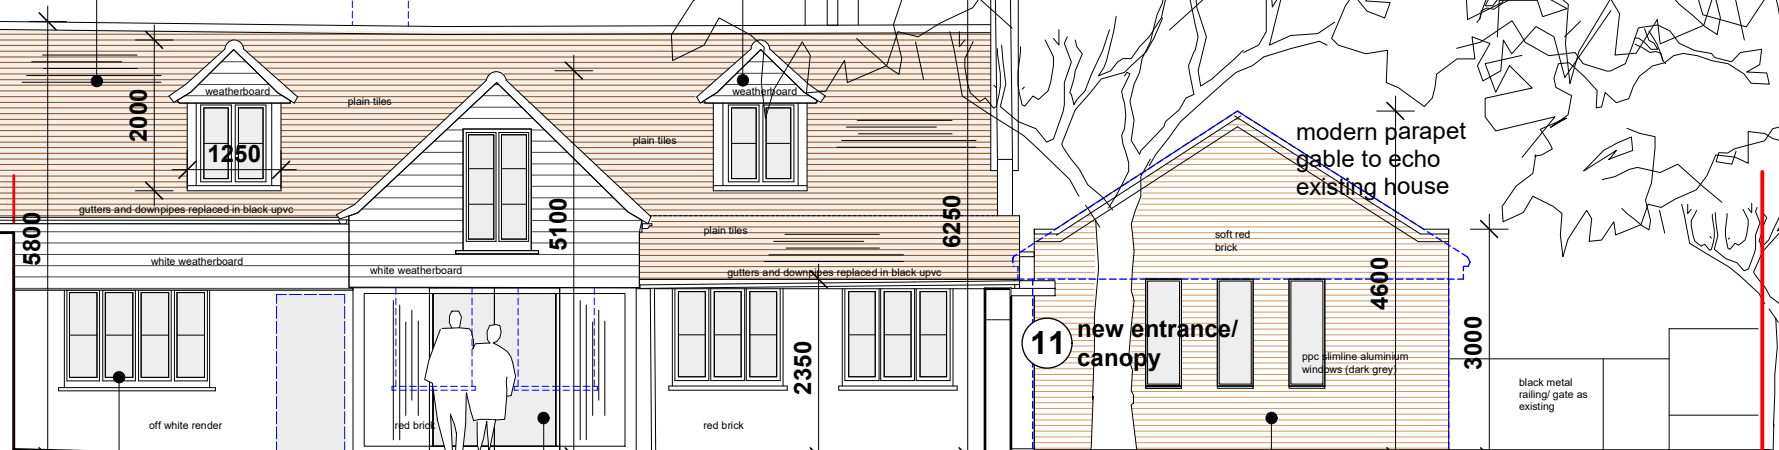 weatherboard
plain tiles
2000
1250
gutters and downpipes replaced in black upvc
5800
white weatherboard
white weatherboard
5100
weatherboard
plain tiles
plain tiles
6250
gutters and downpipes replaced in black upvc
off white render
red brick
red brick
2350
modern parapet
gable to echo
existing house
soft red
brick
4600
11
new entrance/
canopy
ppc slimline aluminium
windows (dark grey)
3000
black metal
railing/ gate as
existing